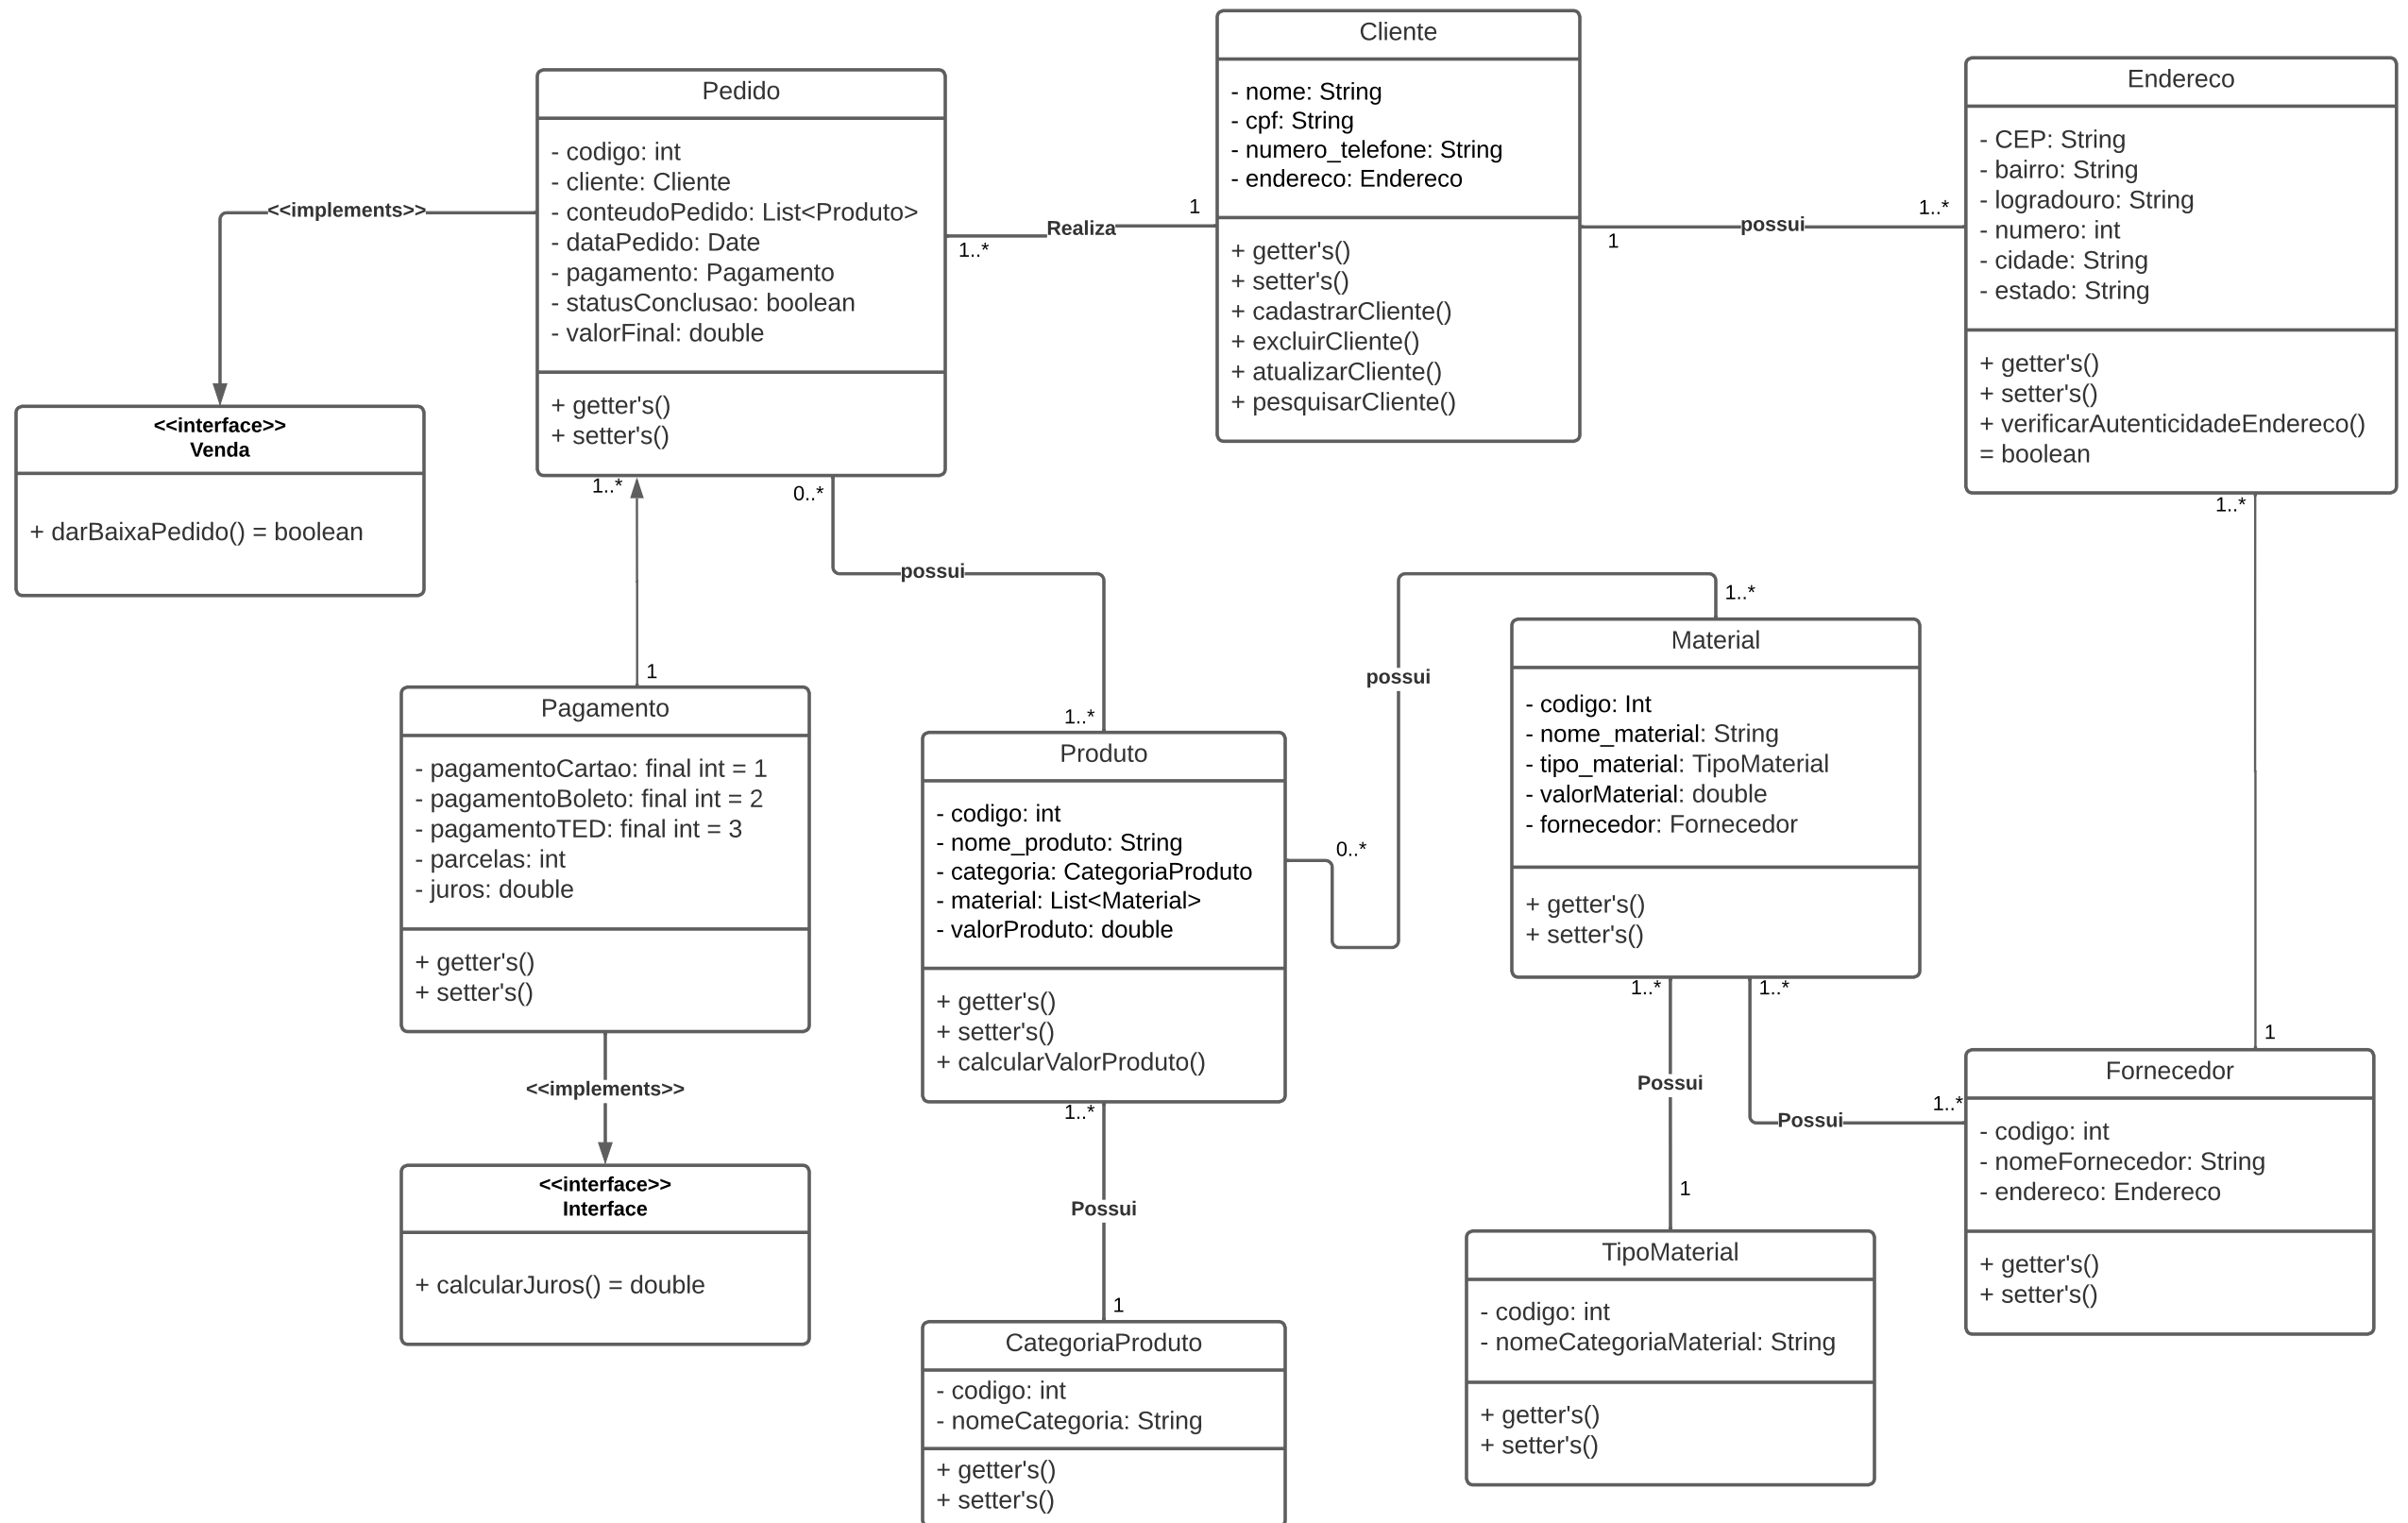 Cliente
- nome: String
- cpf: String
- numero_telefone: String
- endereco: Endereco
+ getter's()
+ setter's()
+ cadastrarCliente()
+ excluirCliente()
+ atualizarCliente()
+ pesquisarCliente()
Endereco
- CEP: String
- bairro: String
- logradouro: String
- numero: int
- cidade: String
- estado: String
+ getter's()
+ setter's()
+ verificarAutenticidadeEndereco()
= boolean
Pedido
- codigo: int
- cliente: Cliente
- conteudoPedido: List<Produto>
- dataPedido: Date
- pagamento: Pagamento
- statusConclusao: boolean
- valorFinal: double
+ getter's()
+ setter's()
<<implements>>
1..*
Realiza
1
1
possui
1..*
<<interface>>
Venda
+ darBaixaPedido() = boolean
1..*
1
0..*
possui
1..*
0..*
possui
1..*
1..*
1
Pagamento
- pagamentoCartao: final int = 1
- pagamentoBoleto: final int = 2
- pagamentoTED: final int = 3
- parcelas: int
- juros: double
+ getter's()
+ setter's()
<<implements>>
<<interface>>
Interface
+ calcularJuros() = double
Produto
- codigo: int
- nome_produto: String
- categoria: CategoriaProduto
- material: List<Material>
- valorProduto: double
+ getter's()
+ setter's()
+ calcularValorProduto()
1..*
Possui
1
CategoriaProduto
- codigo: int
- nomeCategoria: String
+ getter's()
+ setter's()
Material
- codigo: Int
- nome_material: String
- tipo_material: TipoMaterial
- valorMaterial: double
- fornecedor: Fornecedor
+ getter's()
+ setter's()
1..*
Possui
1
1..*
Possui
1..*
TipoMaterial
- codigo: int
- nomeCategoriaMaterial: String
+ getter's()
+ setter's()
Fornecedor
- codigo: int
- nomeFornecedor: String
- endereco: Endereco
+ getter's()
+ setter's()